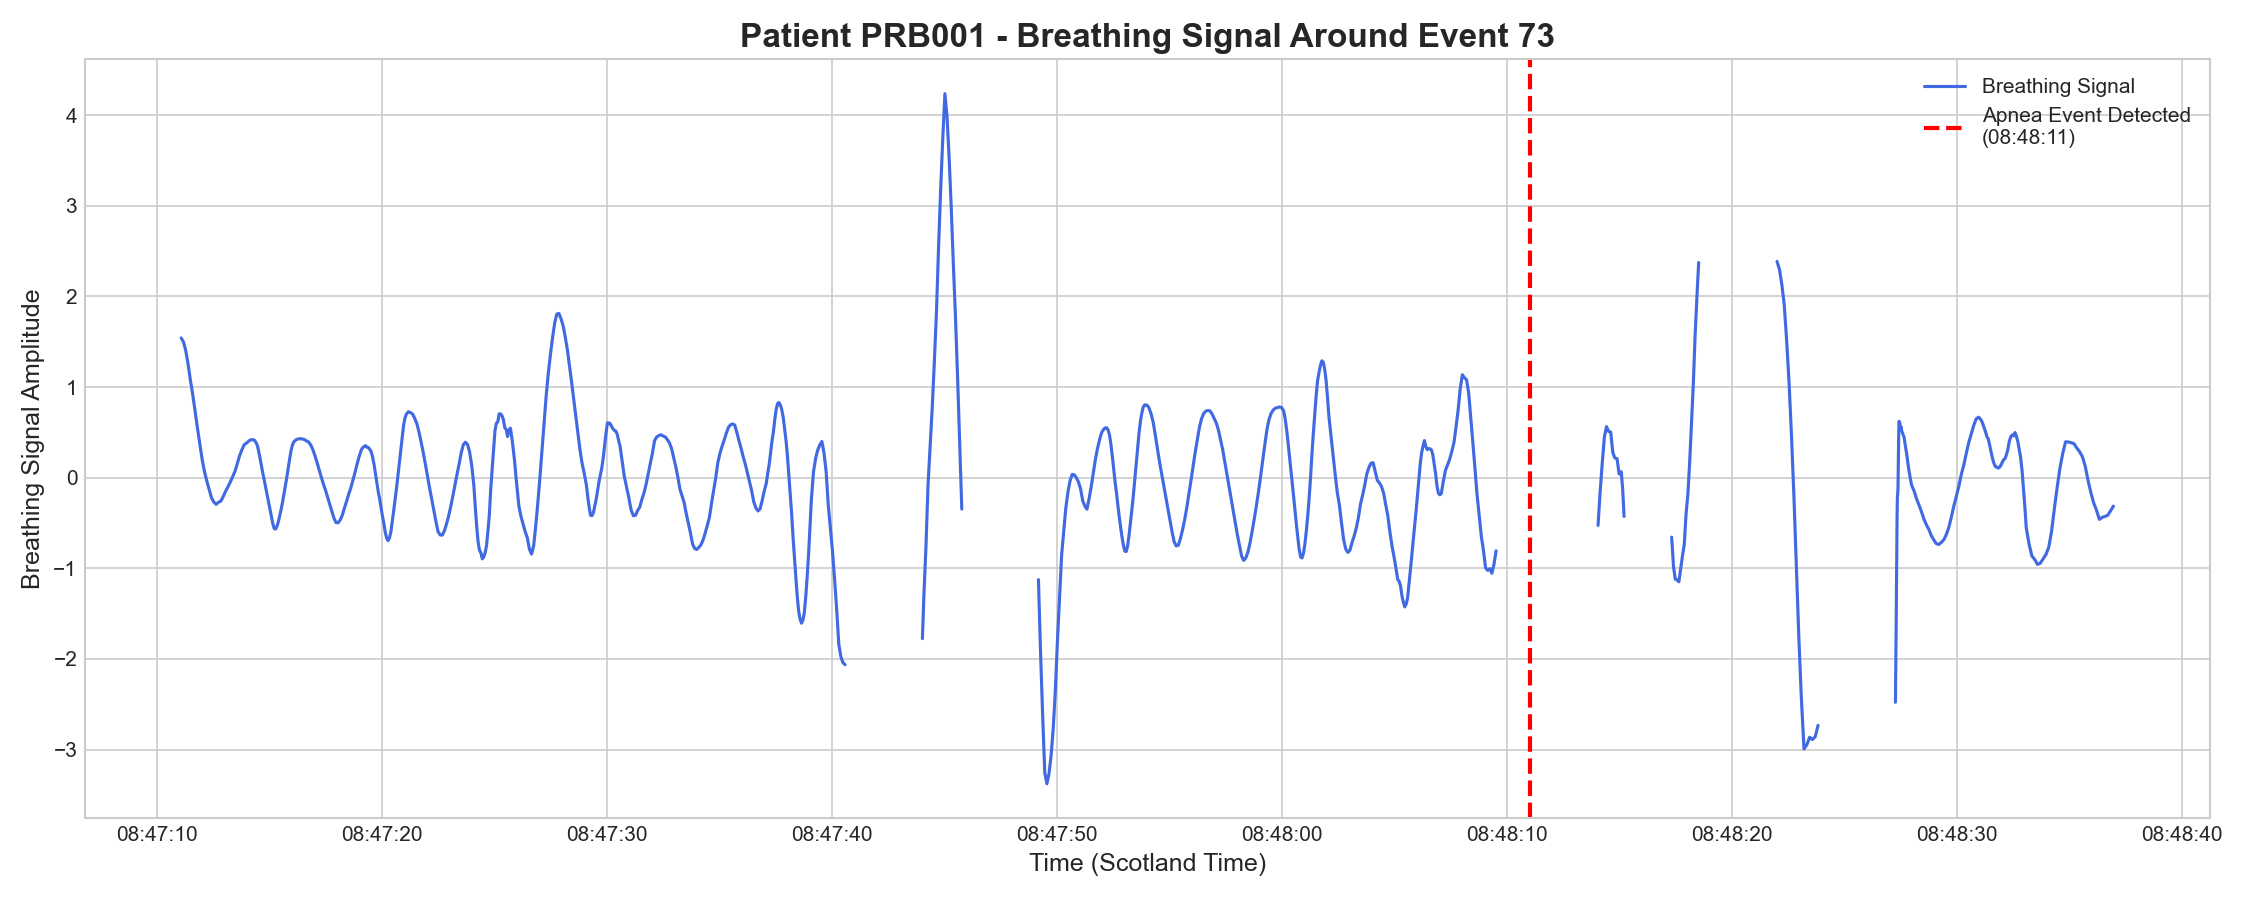 Patient PRB001 - Breathing Signal Around Event 73
Breathing Signal
Apnea Event Detected
(08:48:11)
Breathing Signal Amplitude
4
3
2
1
0
−1
−2
−3
08:47:10 08:47:20 08:47:30 08:47:40 08:47:50 08:48:00 08:48:10 08:48:20 08:48:30 08:48:40
Time (Scotland Time)